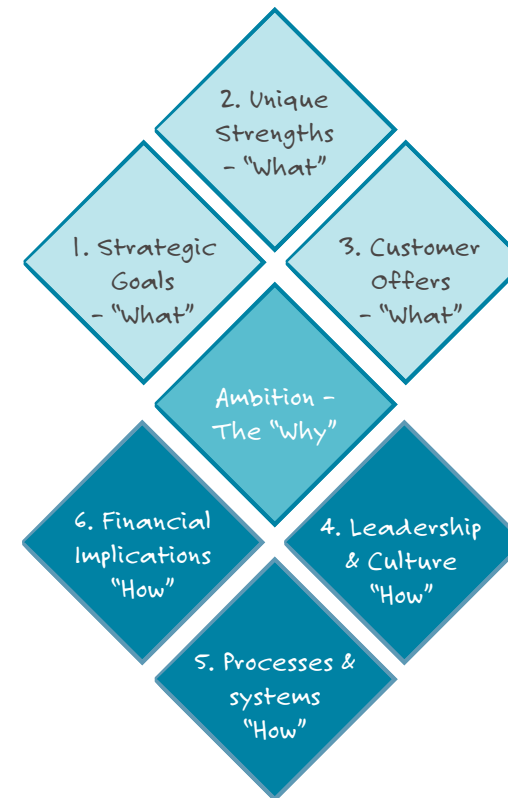 2. Unique
Strengths
- "What"
1. Strategic
Goals
- "What"
3. Customer
Offers
- "What"
Ambition -
The "Why"
6. Financial
Implications
"How"
4. Leadership
& Culture
"How"
5. Processes &
systems
"How"